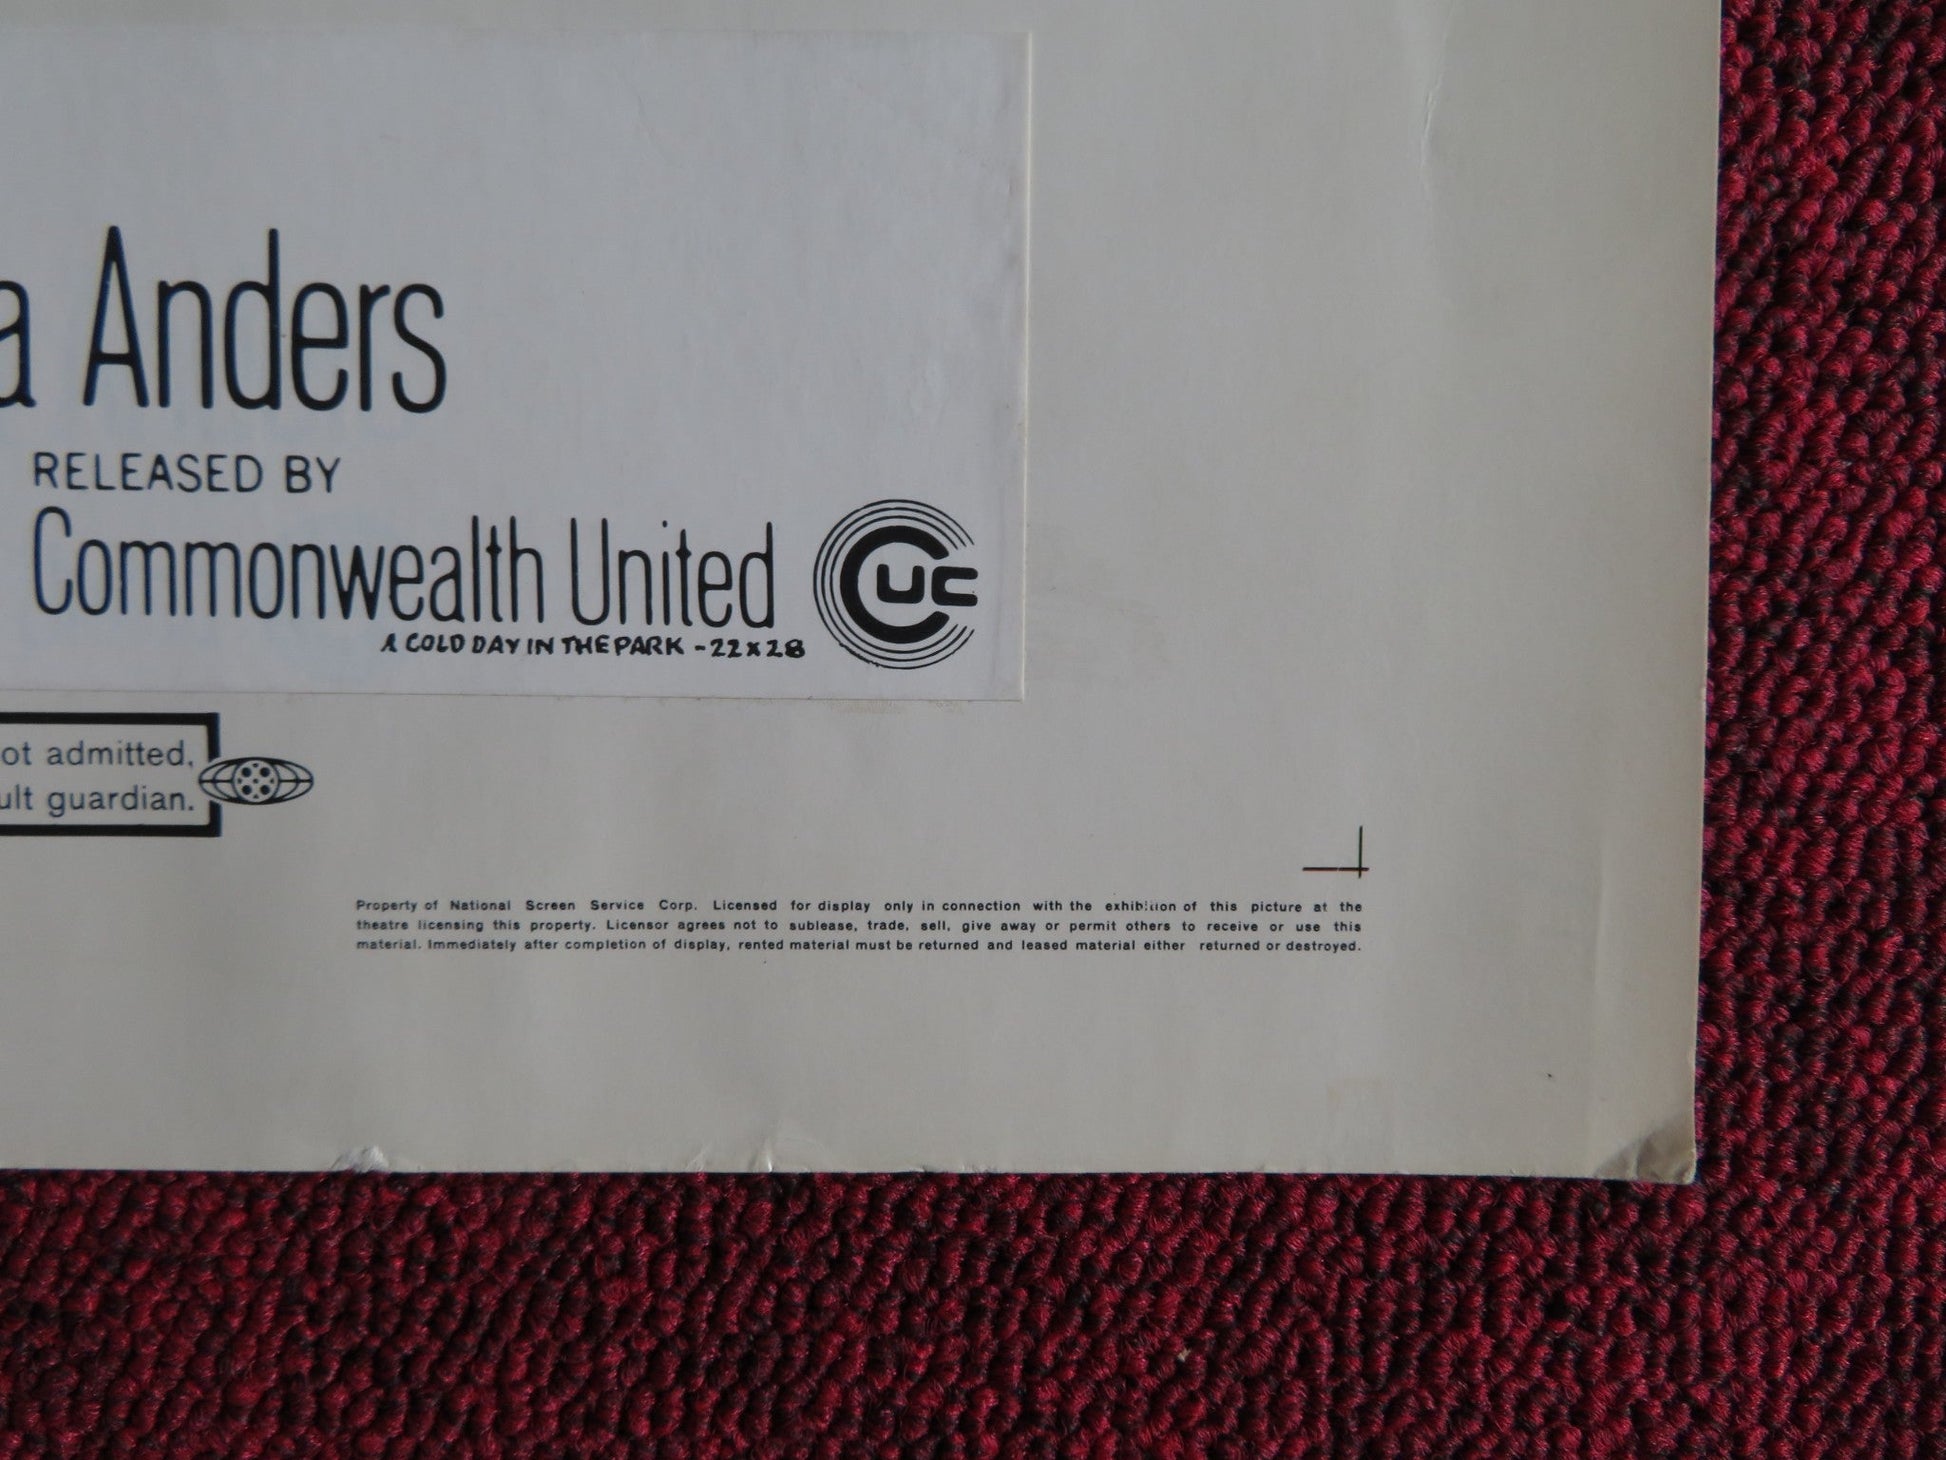 a Anders
RELEASED BY
Commonwealth United
CUC
A COLD DAY IN THE PARK - 22 x 28
ot admitted,
ult guardian.
Property of National Screen Service Corp. Licensed for display only in connection with the exhibition of this picture at the
theatre licensing this property. Licensor agrees not to sublease, trade, sell, give away or permit others to receive or use this
material. Immediately after completion of display, rented material must be returned and leased material either returned or destroyed.